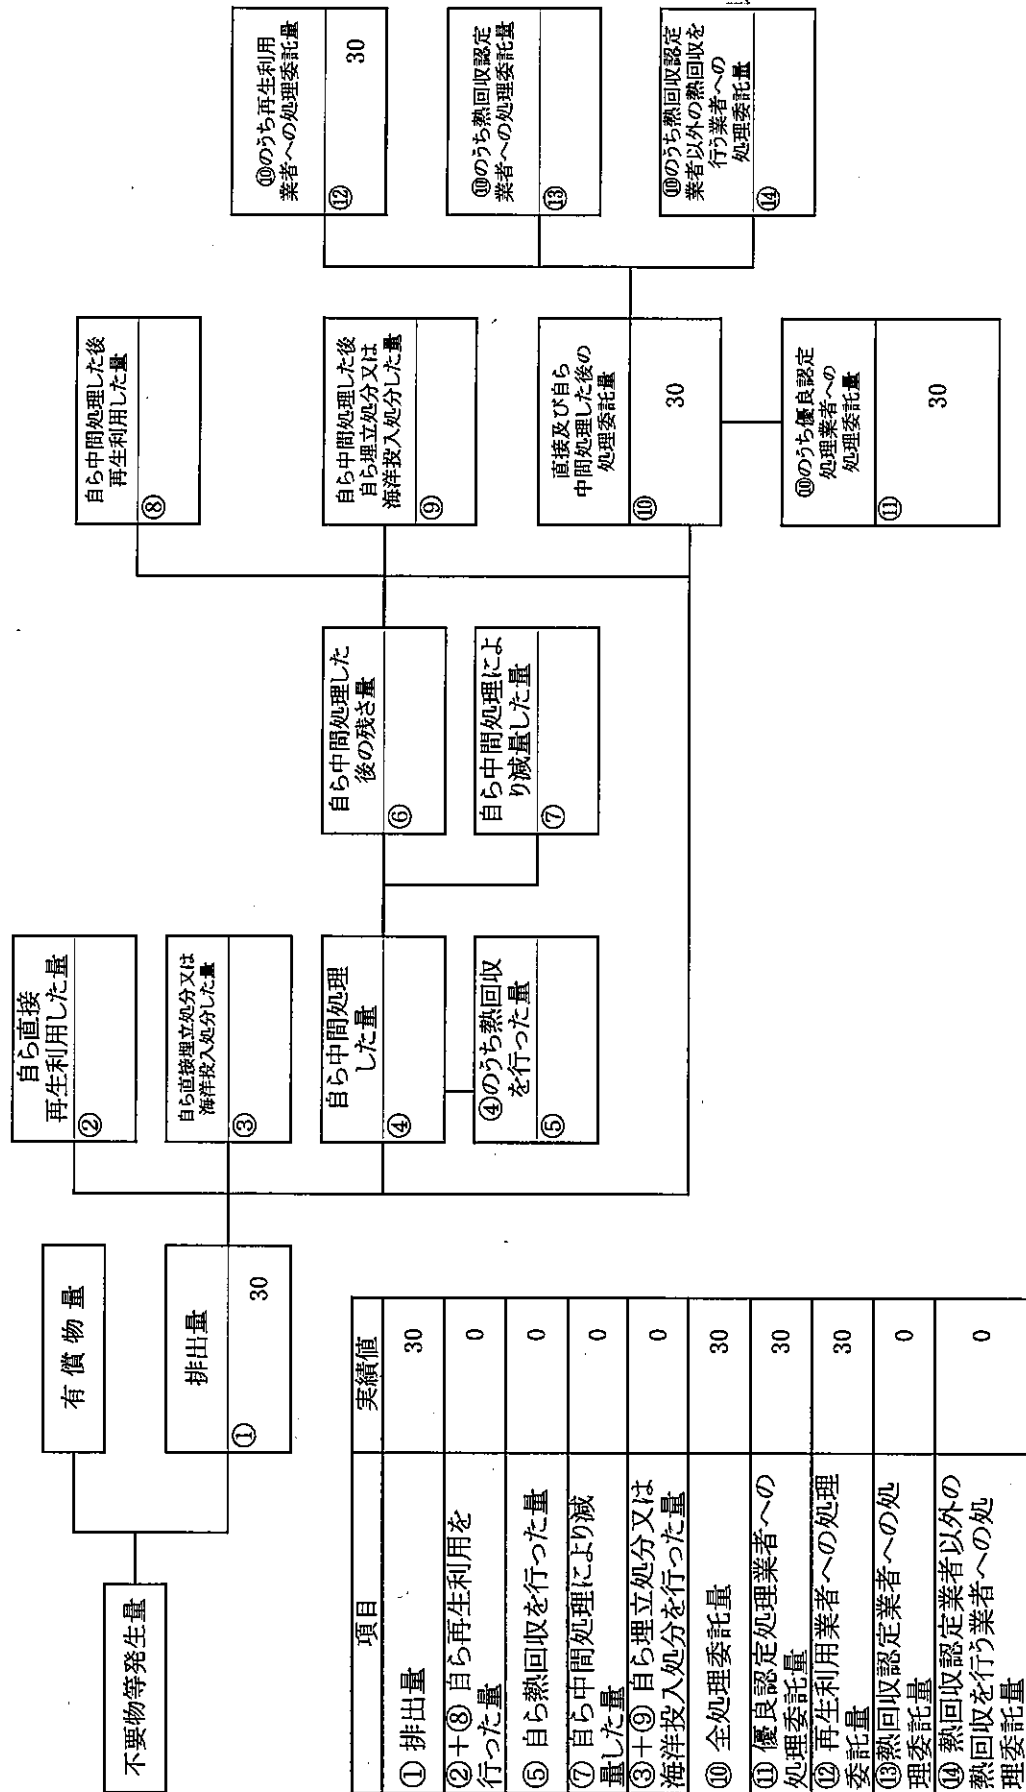 不要物等発生量
有償物量
排出量
①
30
自ら直接
再生利用した量
②
自ら直接埋立処分又は
海洋投入処分した量
③
自ら中間処理
した量
④
④のうち熱回収
を行った量
⑤
自ら中間処理した
後の残さ量
⑥
自ら中間処理によ
り減量した量
⑦
自ら中間処理した後
再生利用した量
⑧
自ら中間処理した後
自ら埋立処分又は
海洋投入処分した量
⑨
直接及び自ら
中間処理した後の
処理委託量
⑩
30
⑩のうち優良認定
処理業者への
処理委託量
⑪
30
⑩のうち再生利用
業者への処理委託量
⑫
30
⑩のうち熱回収認定
業者への処理委託量
⑬
⑩のうち熱回収認定
業者以外の熱回収を
行う業者への
処理委託量
⑭
項目 実績値
① 排出量 30
②+⑧ 自ら再生利用を
行った量 0
⑤ 自ら熱回収を行った量 0
⑦ 自ら中間処理により減
量した量 0
③+⑨ 自ら埋立処分又は
海洋投入処分を行った量 0
⑩ 全処理委託量 30
⑪ 優良認定処理業者への
処理委託量 30
⑫ 再生利用業者への処理
委託量 30
⑬熱回収認定業者への処
理委託量 0
⑭ 熱回収認定業者以外の
熱回収を行う業者への処
理委託量 0